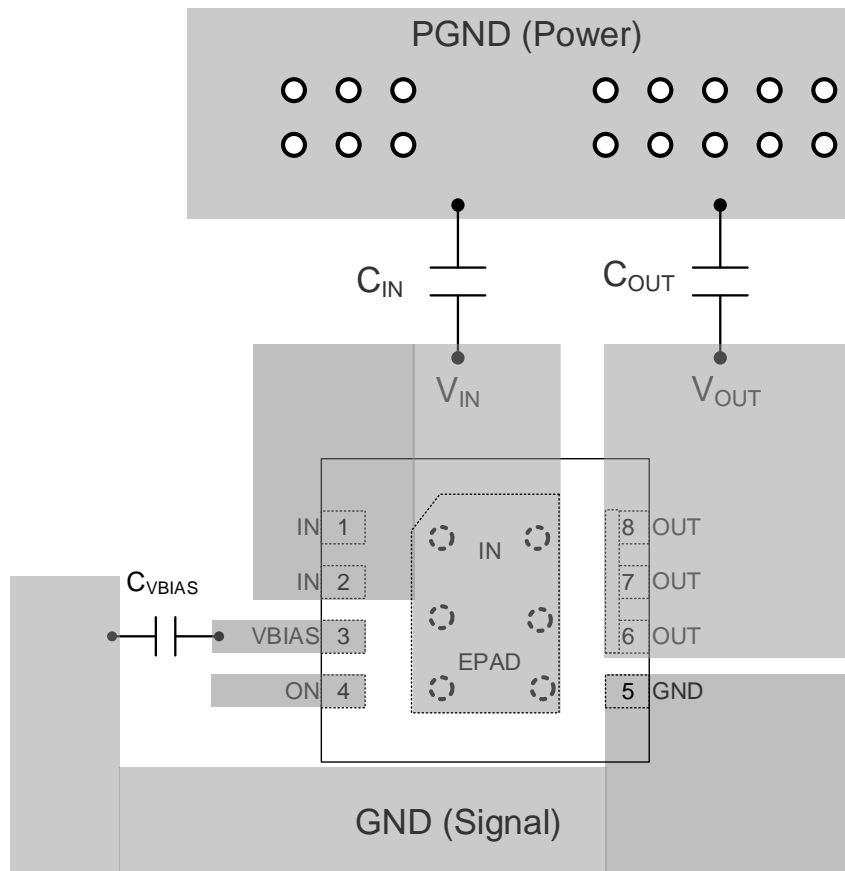 PGND (Power)
CIN
COUT
VIN
VOUT
IN 1
IN
8 OUT
IN 2
7 OUT
CVBIAS
VBIAS 3
6 OUT
EPAD
ON 4
5 GND
GND (Signal)